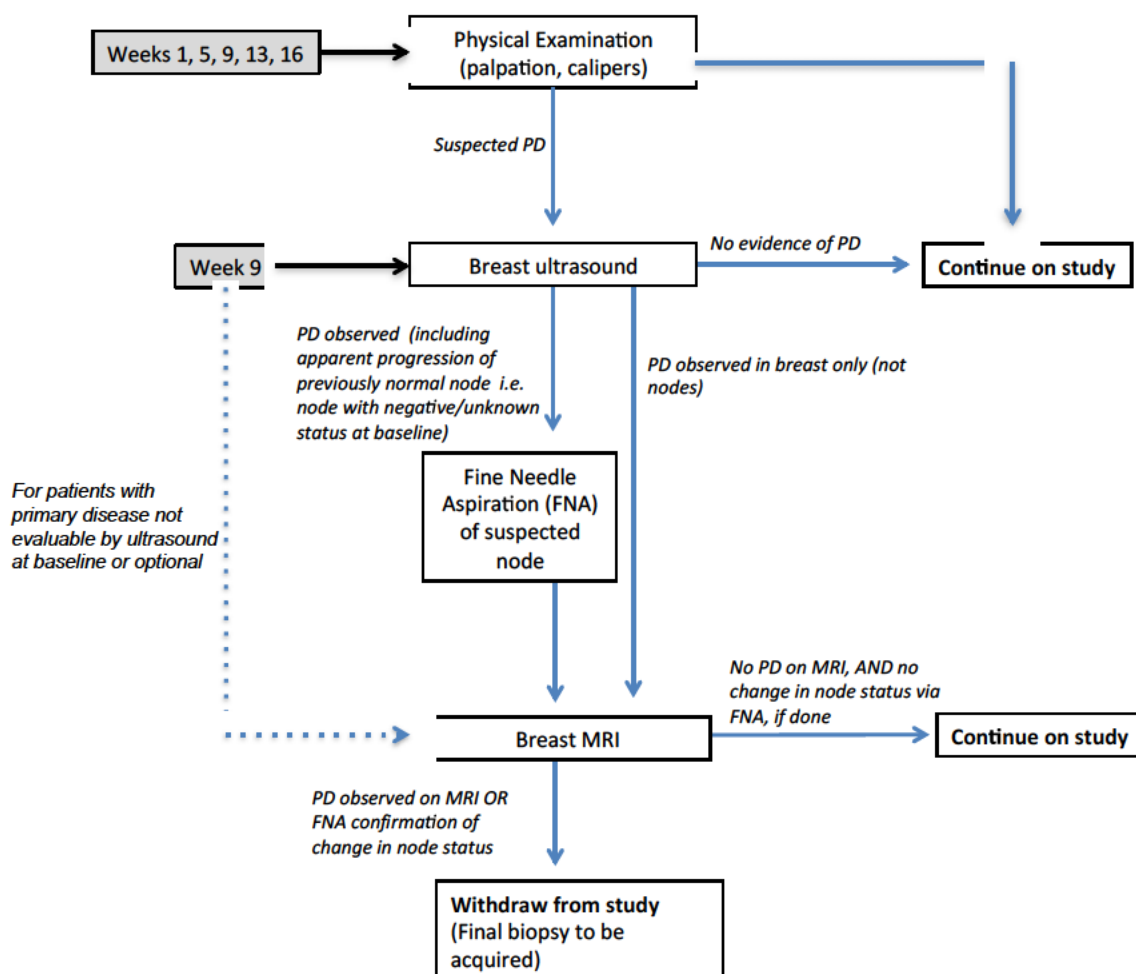 Weeks 1, 5, 9, 13, 16
Physical Examination
(palpation, calipers)
Suspected PD
Week 9
Breast ultrasound
No evidence of PD
Continue on study
PD observed (including
apparent progression of
previously normal node i.e.
node with negative/unknown
status at baseline)
PD observed in breast only (not
nodes)
Fine Needle
Aspiration (FNA)
of suspected
node
For patients with
primary disease not
evaluable by ultrasound
at baseline or optional
No PD on MRI, AND no
change in node status via
FNA, if done
Breast MRI
Continue on study
PD observed on MRI OR
FNA confirmation of
change in node status
Withdraw from study
(Final biopsy to be
acquired)